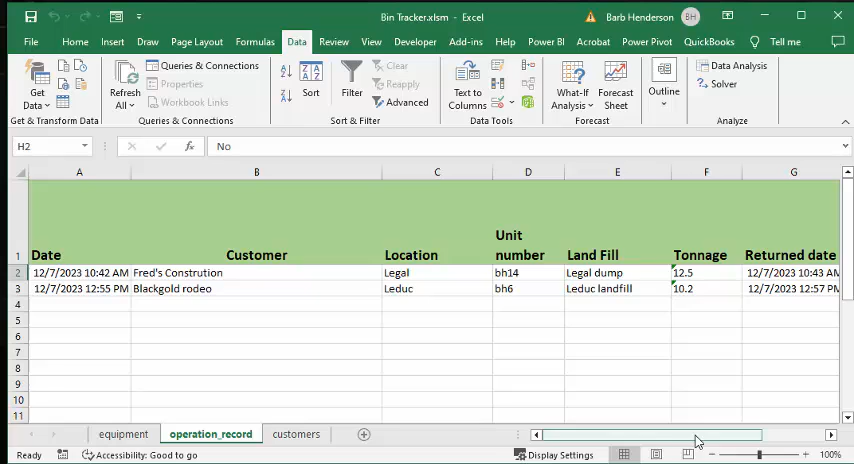 Bin Tracker.xlsm - Excel
Barb Henderson BH
File Home Insert Draw Page Layout Formulas Data Review View Developer Add-ins Help Power BI Acrobat Power Pivot QuickBooks Tell me
Get Data
Refresh All
Queries & Connections
Properties
Workbook Links
Sort
Filter
Clear
Reapply
Advanced
Text to Columns
What-If Analysis
Forecast Sheet
Outline
Data Analysis
Solver
Get & Transform Data Queries & Connections Sort & Filter Data Tools Forecast Analyze
H2 fx No
A B C D E F G
1 Date Customer Location Unit number Land Fill Tonnage Returned date
2 12/7/2023 10:42 AM Fred's Constrution Legal bh14 Legal dump 12.5 12/7/2023 10:43 AM
3 12/7/2023 12:55 PM Blackgold rodeo Leduc bh6 Leduc landfill 10.2 12/7/2023 12:57 PM
4
5
6
7
8
9
10
11
equipment operation_record customers
Ready Accessibility: Good to go Display Settings 100%